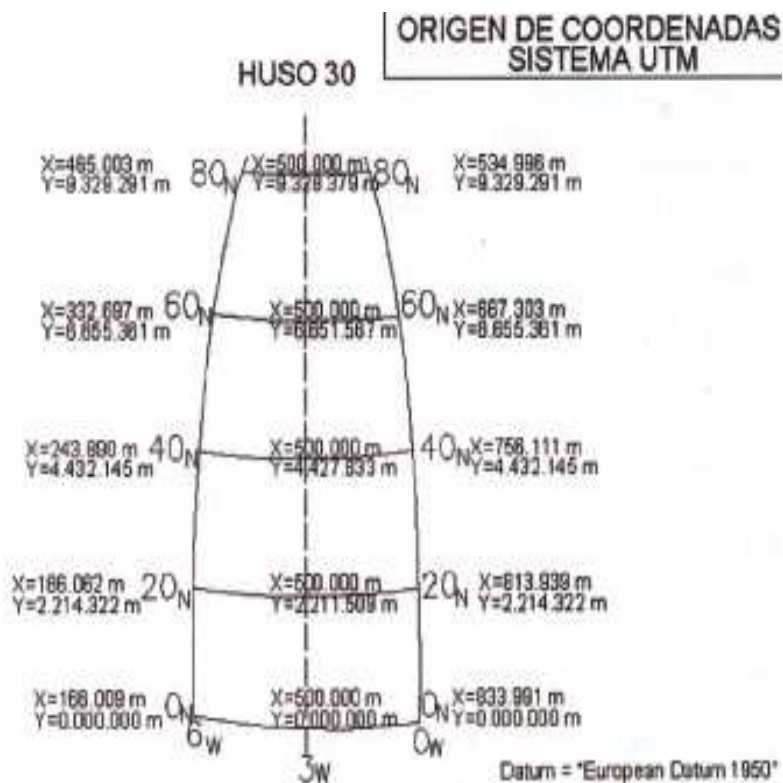 ORIGEN DE COORDENADAS
SISTEMA UTM
HUSO 30
X=465.003 m
Y=9.329.291 m
80N
X=500.000 m
Y=9.328.379 m
80N
X=534.996 m
Y=9.329.291 m
X=332.697 m
Y=6.655.361 m
60N
X=500.000 m
Y=6.651.567 m
60N
X=667.303 m
Y=6.655.361 m
X=243.890 m
Y=4.432.145 m
40N
X=500.000 m
Y=4.427.833 m
40N
X=756.111 m
Y=4.432.145 m
X=186.062 m
Y=2.214.322 m
20N
X=500.000 m
Y=2.211.509 m
20N
X=813.939 m
Y=2.214.322 m
X=166.009 m
Y=0.000.000 m
0N
X=500.000 m
Y=0.000.000 m
0N
X=833.991 m
Y=0.000.000 m
6W
3W
0W
Datum = "European Datum 1950"